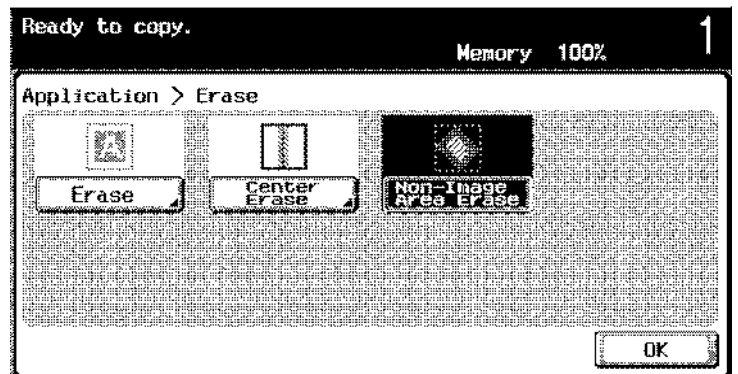 Ready to copy.
Memory 100% 1
Application > Erase
Erase
Center
Erase
Non-Image
Area Erase
OK